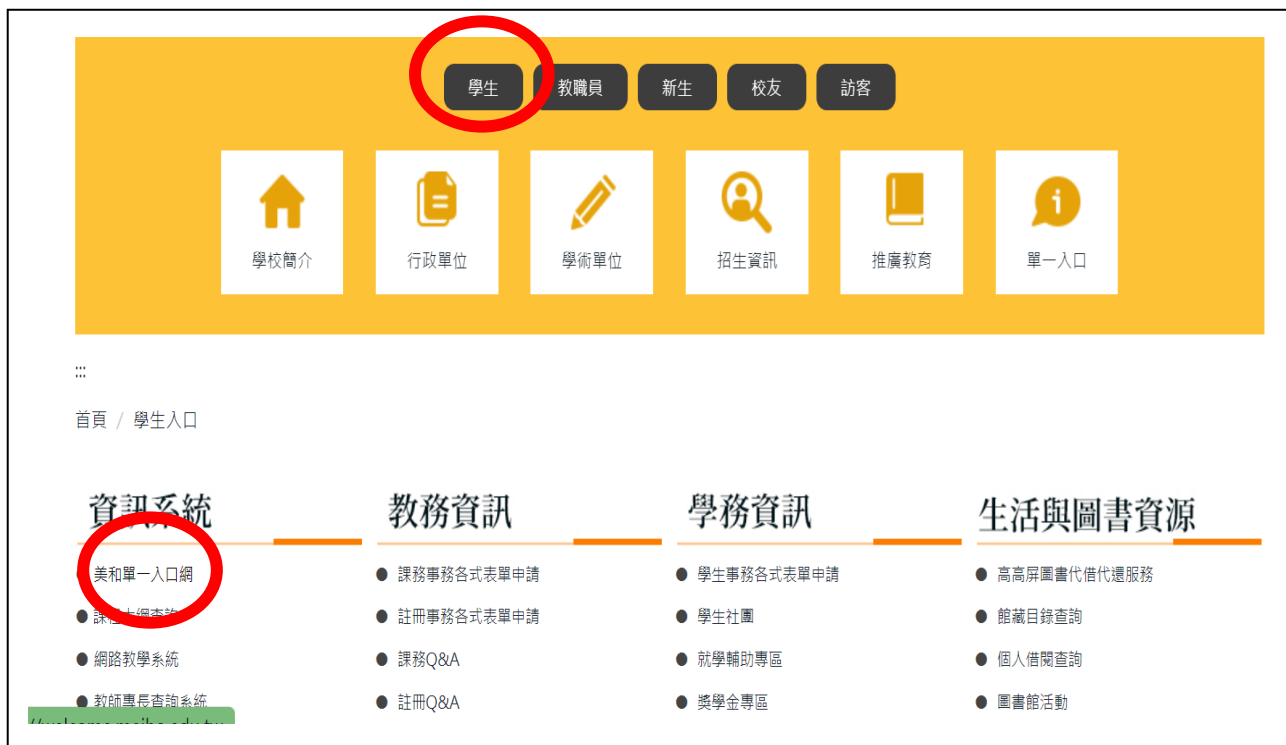 學生 教職員 新生 校友 訪客
學校簡介 行政單位 學術單位 招生資訊 推廣教育 單一入口
:::
首頁 / 學生入口
資訊系統 教務資訊 學務資訊 生活與圖書資源
● 美和單一入口網 ● 課務事務各式表單申請 ● 學生事務各式表單申請 ● 高高屏圖書代借代還服務
● 課程大綱查詢 ● 註冊事務各式表單申請 ● 學生社團 ● 館藏目錄查詢
● 網路教學系統 ● 課務Q&A ● 就學輔助專區 ● 個人借閱查詢
● 教師專長查詢系統 ● 註冊Q&A ● 獎學金專區 ● 圖書館活動